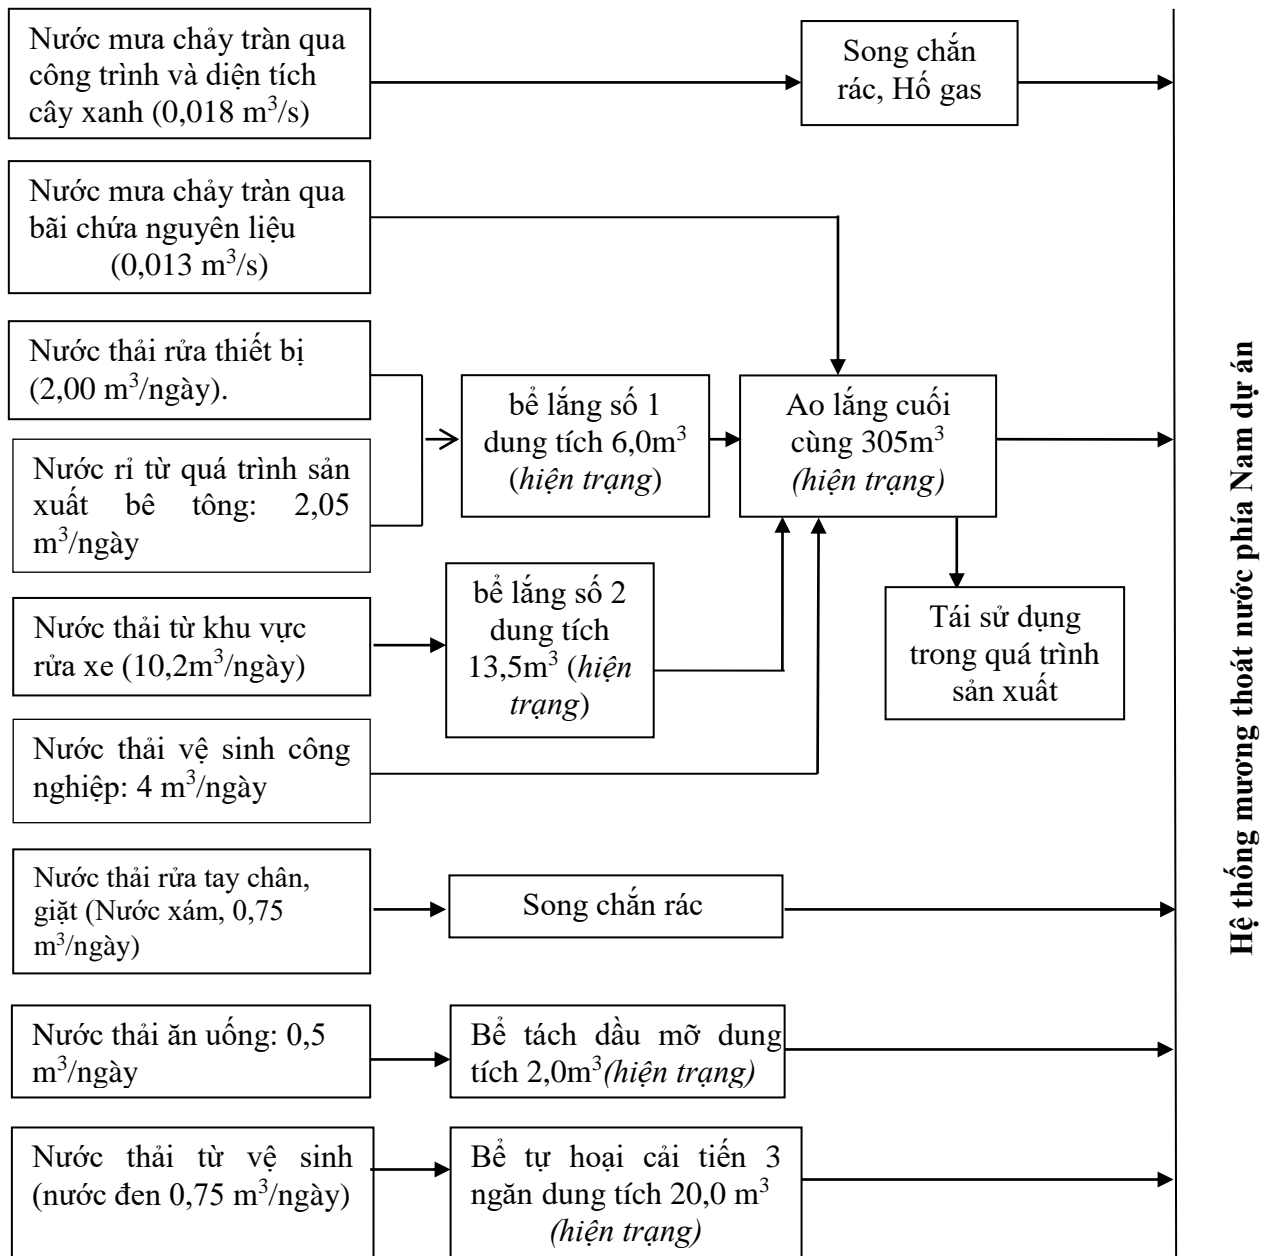 Nước mưa chảy tràn qua
công trình và diện tích
cây xanh (0,018 m³/s)
Song chắn
rác, Hố gas
Nước mưa chảy tràn qua
bãi chứa nguyên liệu
(0,013 m³/s)
Nước thải rửa thiết bị
(2,00 m³/ngày).
Nước rỉ từ quá trình sản
xuất bê tông: 2,05
m³/ngày
bể lắng số 1
dung tích 6,0m³
(hiện trạng)
Ao lắng cuối
cùng 305m³
(hiện trạng)
Nước thải từ khu vực
rửa xe (10,2m³/ngày)
bể lắng số 2
dung tích
13,5m³ (hiện
trạng)
Tái sử dụng
trong quá trình
sản xuất
Nước thải vệ sinh công
nghiệp: 4 m³/ngày
Nước thải rửa tay chân,
giặt (Nước xám, 0,75
m³/ngày)
Song chắn rác
Nước thải ăn uống: 0,5
m³/ngày
Bể tách dầu mỡ dung
tích 2,0m³(hiện trạng)
Nước thải từ vệ sinh
(nước đen 0,75 m³/ngày)
Bể tự hoại cải tiến 3
ngăn dung tích 20,0 m³
(hiện trạng)
Hệ thống mương thoát nước phía Nam dự án